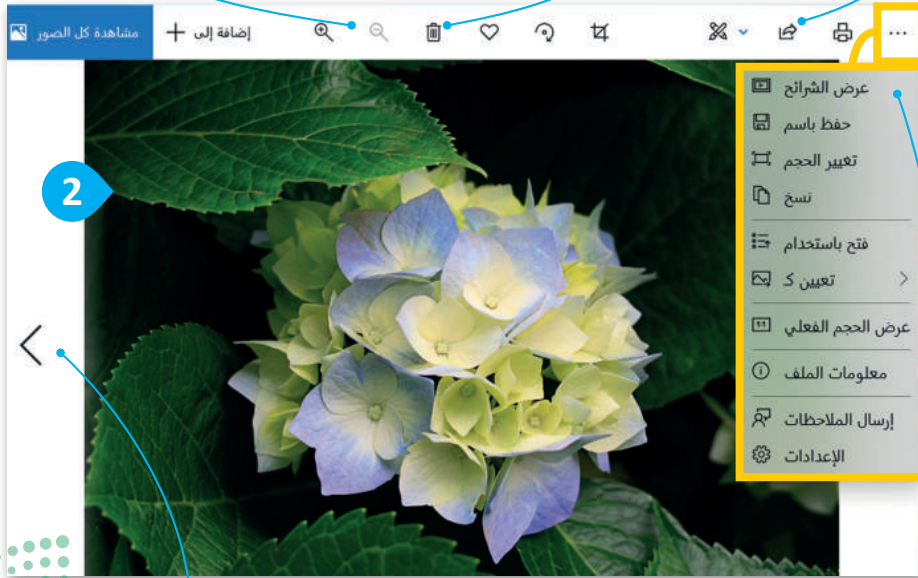 مشاهدة كل الصور
إضافة إلى
...
عرض الشرائح
حفظ باسم
تغيير الحجم
نسخ
فتح باستخدام
تعيين كـ
عرض الحجم الفعلي
معلومات الملف
إرسال الملاحظات
الإعدادات
2